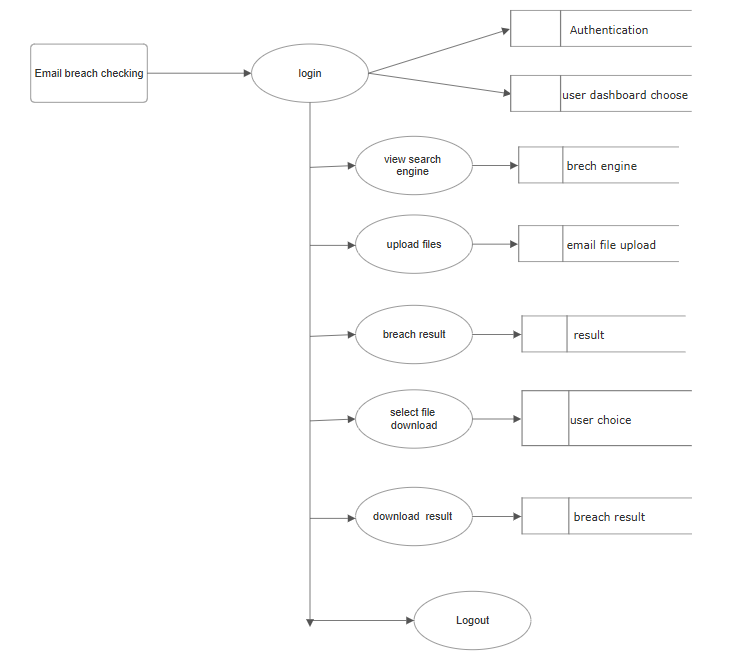 Authentication
Email breach checking
login
user dashboard choose
view search
engine
brech engine
upload files
email file upload
breach result
result
select file
download
user choice
download  result
breach result
Logout